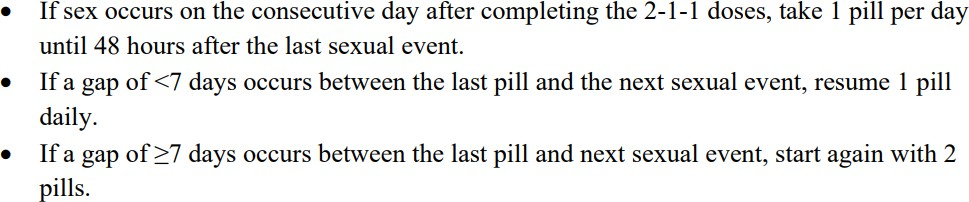 • If sex occurs on the consecutive day after completing the 2-1-1 doses, take 1 pill per day
until 48 hours after the last sexual event.
• If a gap of <7 days occurs between the last pill and the next sexual event, resume 1 pill
daily.
• If a gap of ≥7 days occurs between the last pill and next sexual event, start again with 2
pills.